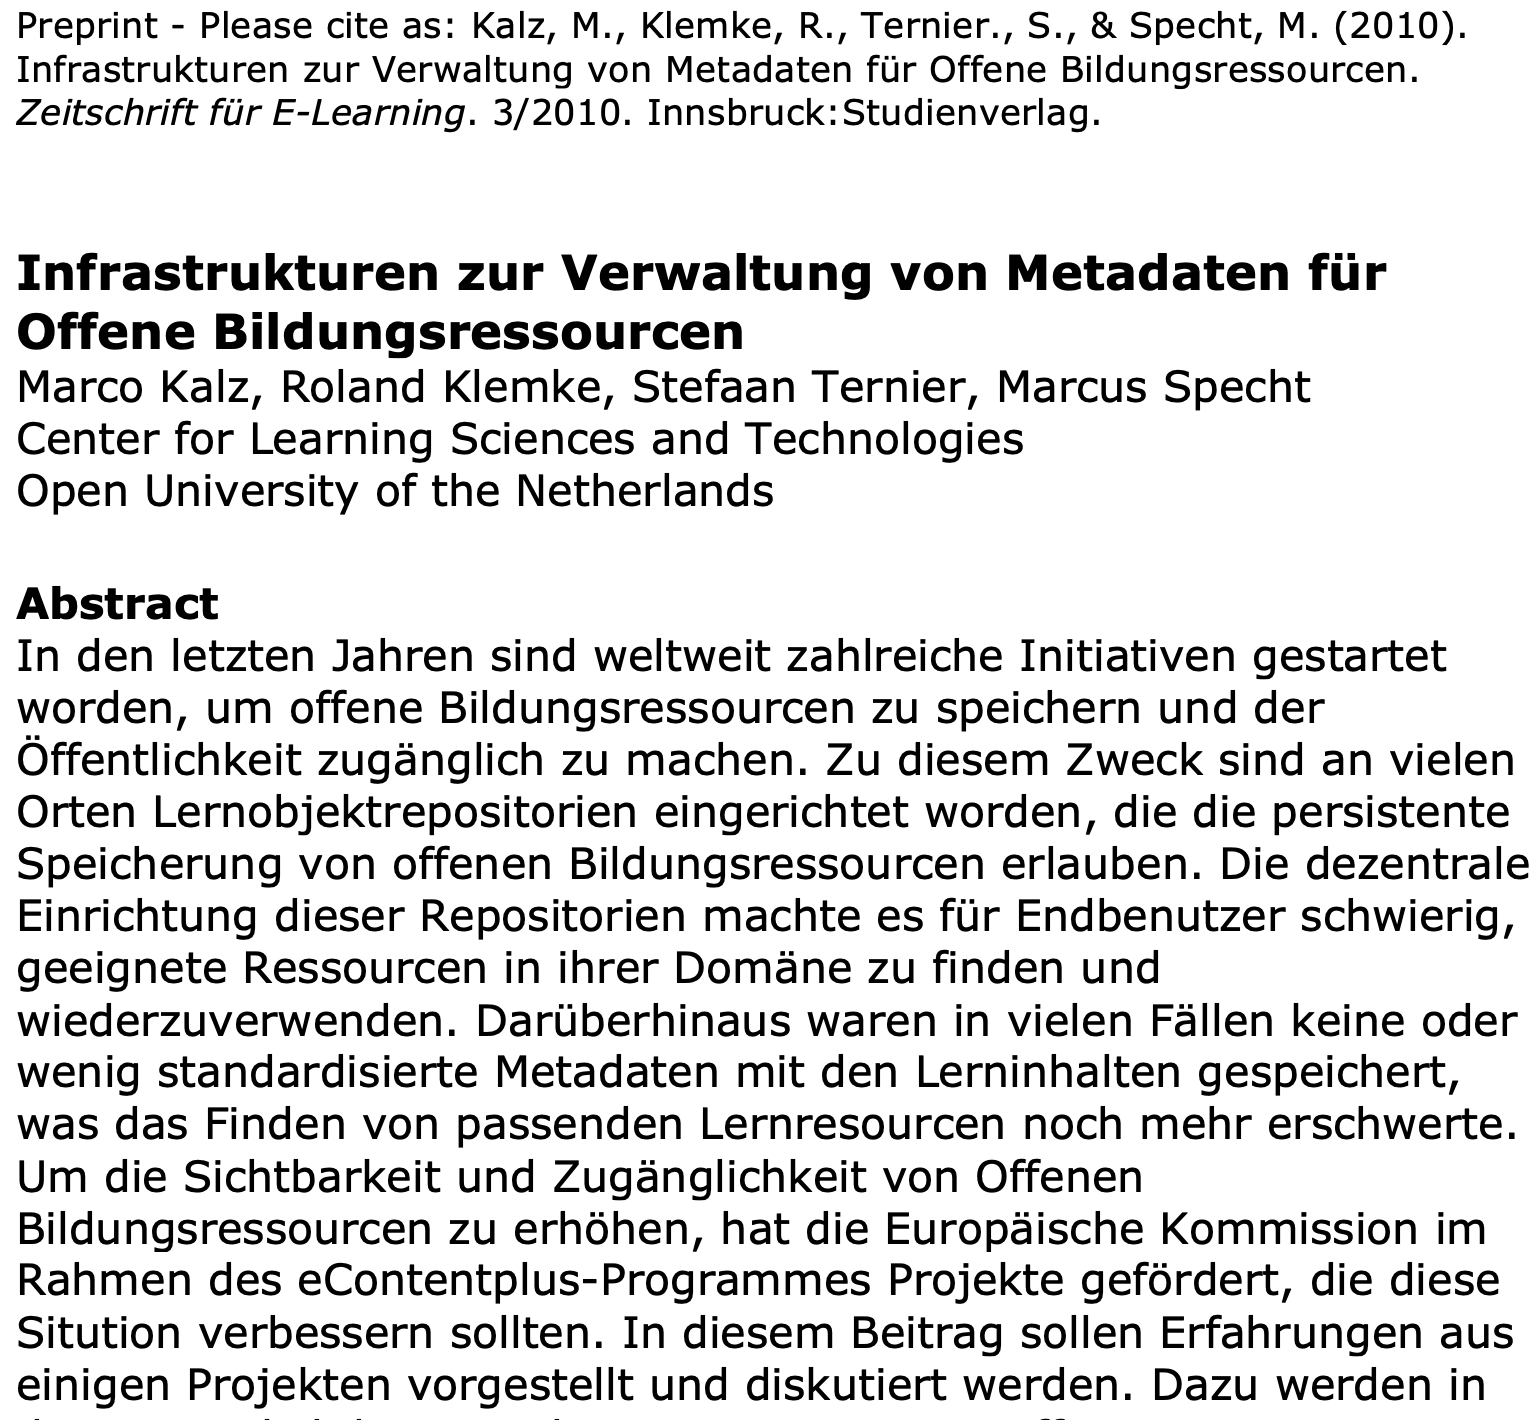 Preprint - Please cite as: Kalz, M., Klemke, R., Ternier., S., & Specht, M. (2010).
Infrastrukturen zur Verwaltung von Metadaten für Offene Bildungsressourcen.
Zeitschrift für E-Learning. 3/2010. Innsbruck:Studienverlag.
Infrastrukturen zur Verwaltung von Metadaten für
Offene Bildungsressourcen
Marco Kalz, Roland Klemke, Stefaan Ternier, Marcus Specht
Center for Learning Sciences and Technologies
Open University of the Netherlands
Abstract
In den letzten Jahren sind weltweit zahlreiche Initiativen gestartet
worden, um offene Bildungsressourcen zu speichern und der
Öffentlichkeit zugänglich zu machen. Zu diesem Zweck sind an vielen
Orten Lernobjektrepositorien eingerichtet worden, die die persistente
Speicherung von offenen Bildungsressourcen erlauben. Die dezentrale
Einrichtung dieser Repositorien machte es für Endbenutzer schwierig,
geeignete Ressourcen in ihrer Domäne zu finden und
wiederzuverwenden. Darüberhinaus waren in vielen Fällen keine oder
wenig standardisierte Metadaten mit den Lerninhalten gespeichert,
was das Finden von passenden Lernresourcen noch mehr erschwerte.
Um die Sichtbarkeit und Zugänglichkeit von Offenen
Bildungsressourcen zu erhöhen, hat die Europäische Kommission im
Rahmen des eContentplus-Programmes Projekte gefördert, die diese
Sitution verbessern sollten. In diesem Beitrag sollen Erfahrungen aus
einigen Projekten vorgestellt und diskutiert werden. Dazu werden in